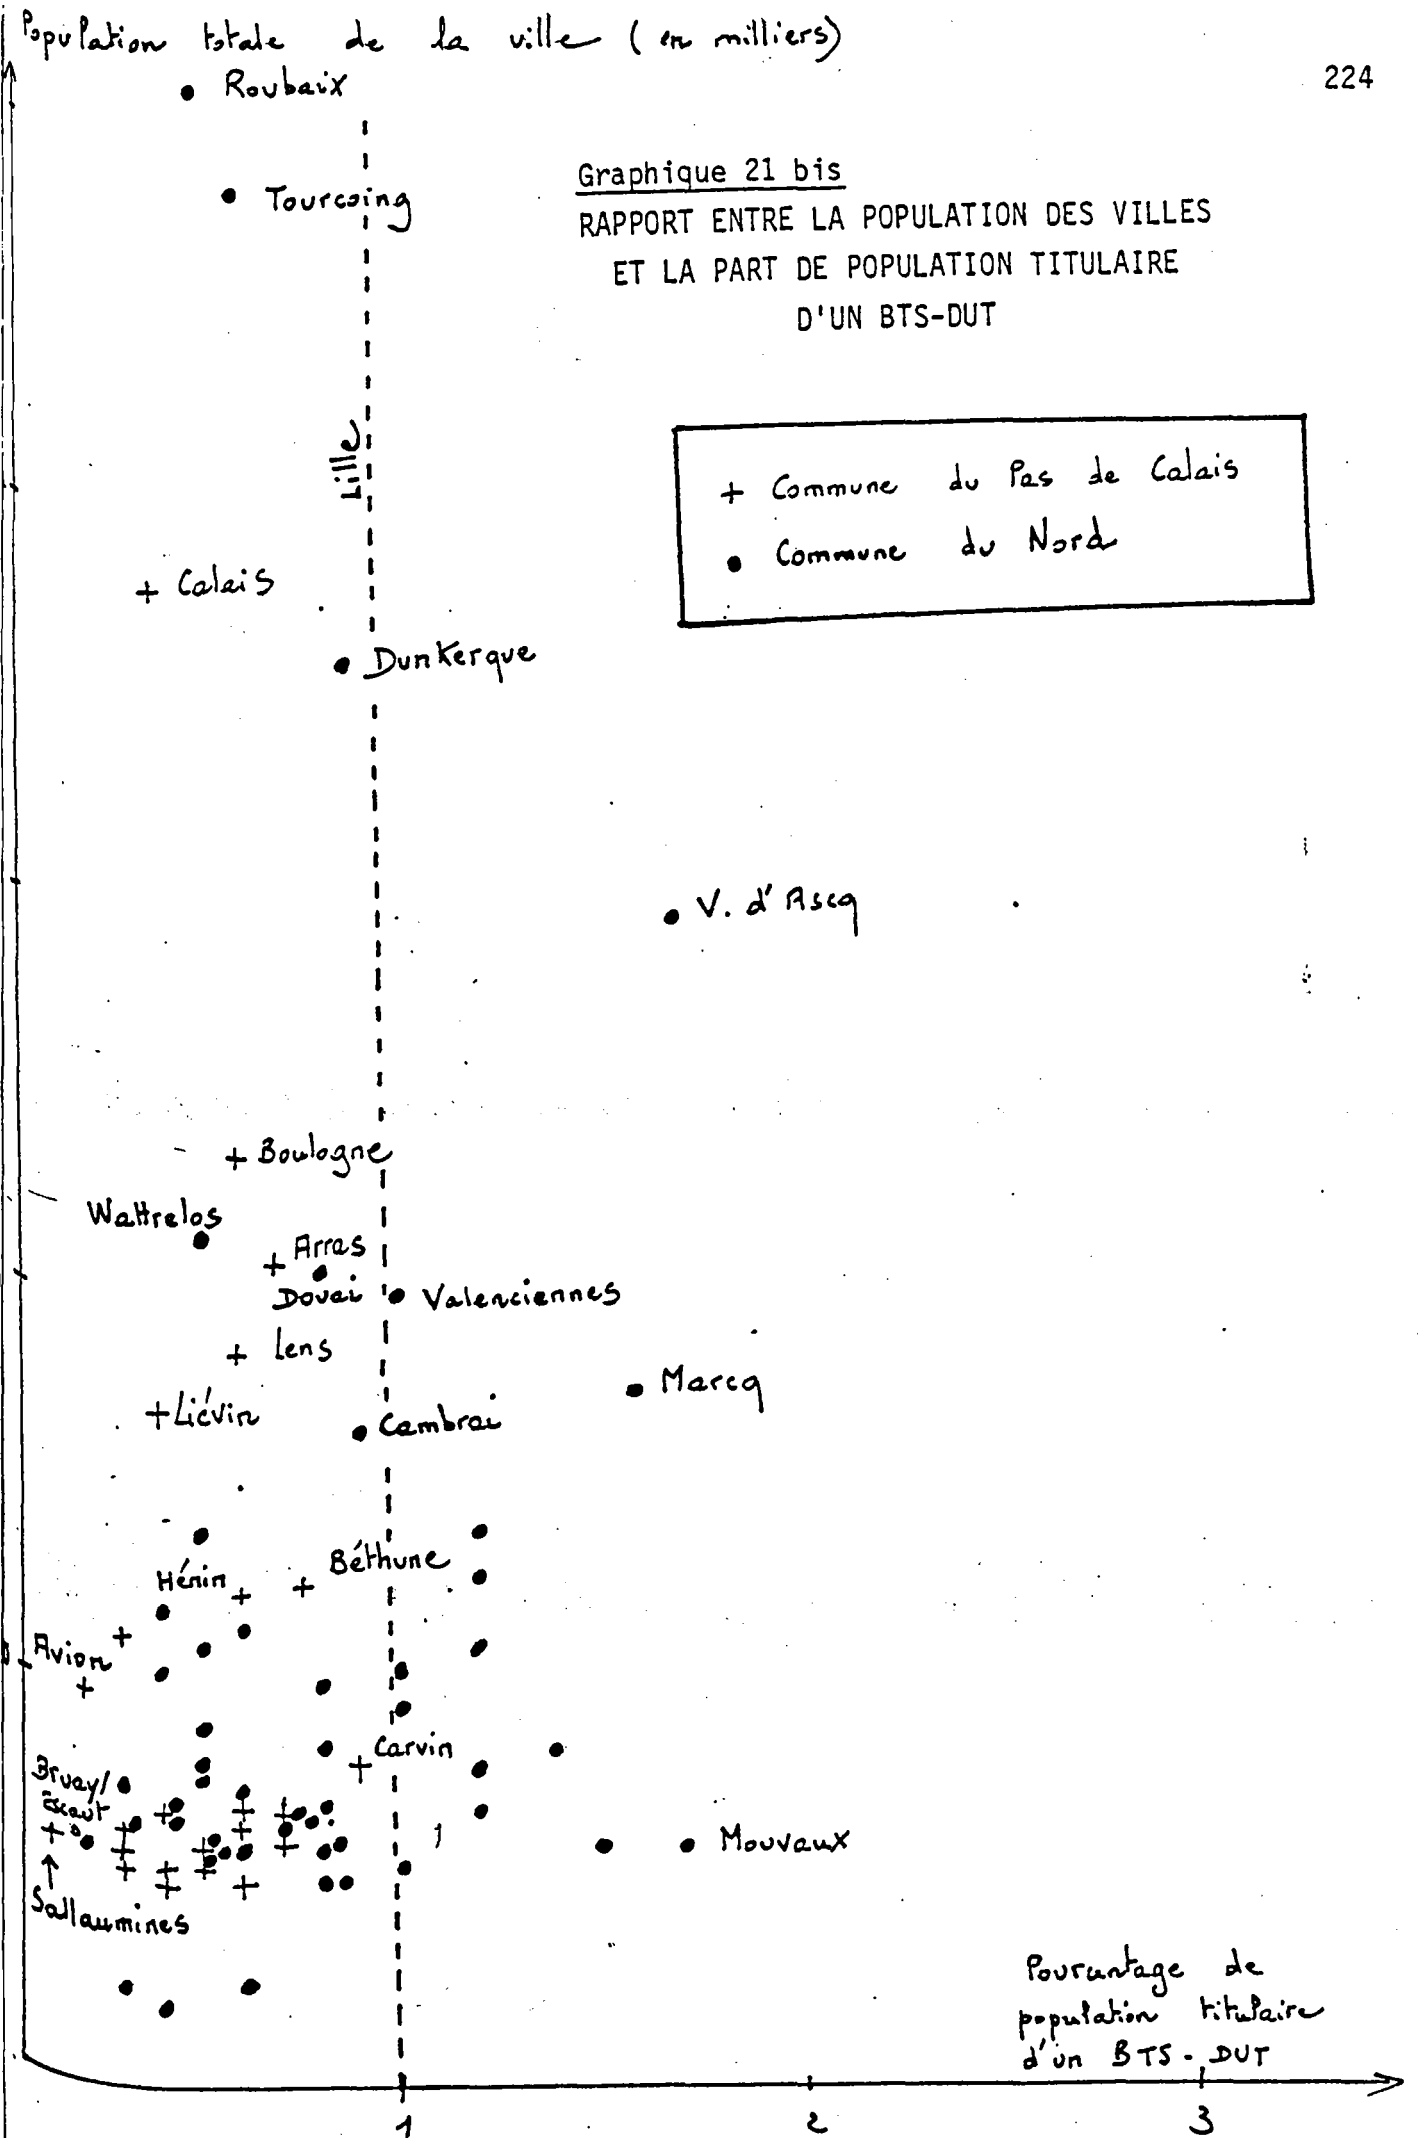 Population totale de la ville (en milliers)
224
Roubaix
Tourcoing
Graphique 21 bis
RAPPORT ENTRE LA POPULATION DES VILLES
ET LA PART DE POPULATION TITULAIRE
D'UN BTS-DUT
Lille
+ Commune du Pas de Calais
• Commune du Nord
Calais
Dunkerque
V. d'Ascq
Boulogne
Wattrelos
Arras
Douai
Valenciennes
Lens
Marcq
Liévin
Cambrai
Béthune
Hénin
Avion
Carvin
Bruay/
Escaut
Mouvaux
Sallaumines
Pourcentage de
population titulaire
d'un BTS-DUT
1
2
3